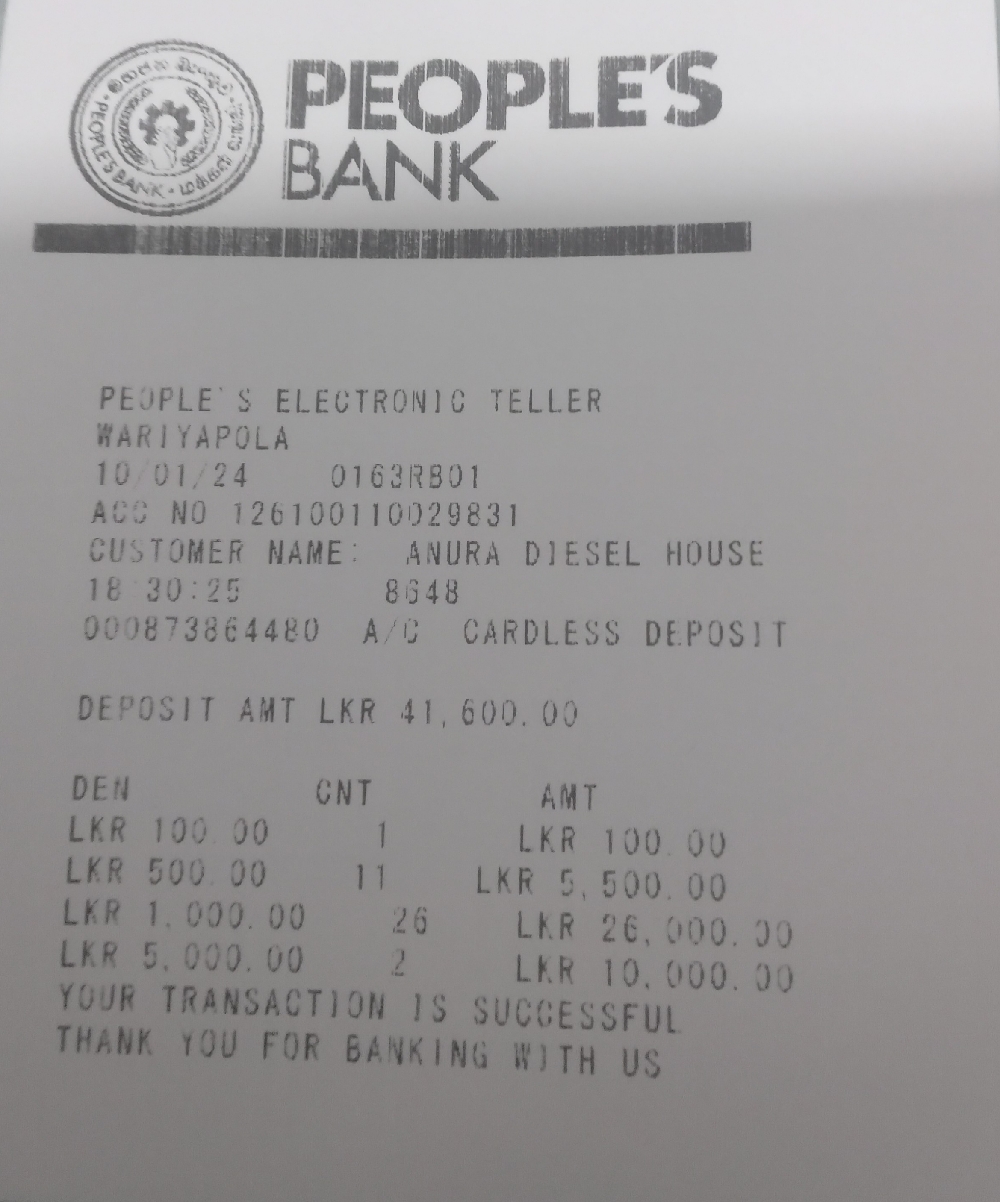 PEOPLE'S BANK
PEOPLE'S
BANK
PEOPLE'S ELECTRONIC TELLER
WARIYAPOLA
10/01/24 0163RB01
ACC NO 126100110029831
CUSTOMER NAME: ANURA DIESEL HOUSE
18:30:25 8648
000873864480 A/C CARDLESS DEPOSIT
DEPOSIT AMT LKR 41,600.00
DEN CNT AMT
LKR 100.00 1 LKR 100.00
LKR 500.00 11 LKR 5,500.00
LKR 1,000.00 26 LKR 26,000.00
LKR 5,000.00 2 LKR 10,000.00
YOUR TRANSACTION IS SUCCESSFUL
THANK YOU FOR BANKING WITH US